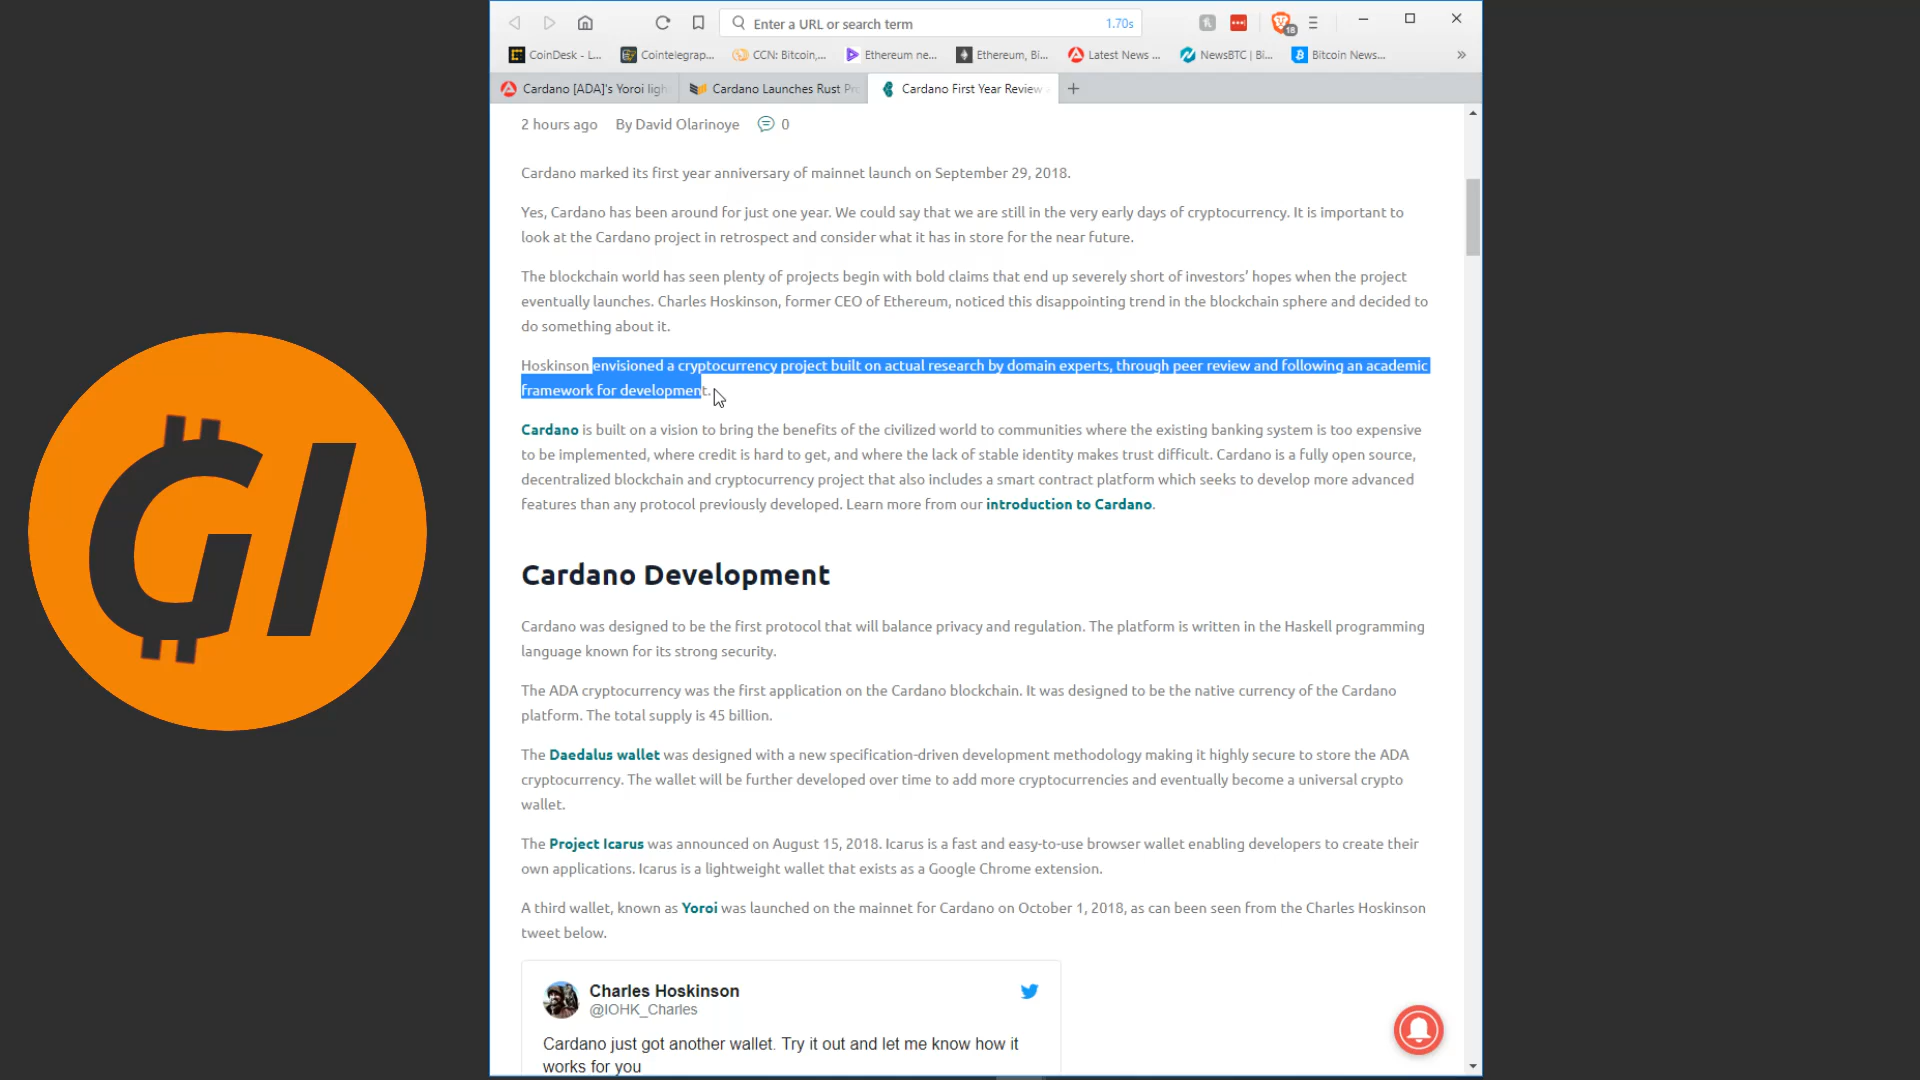 Enter a URL or search term
1.70s
18
CoinDesk - L...
Cointelegrap...
CCN: Bitcoin,...
Ethereum ne...
Ethereum, Bi...
Latest News ...
NewsBTC | Bi...
Bitcoin News...
»
Cardano [ADA]'s Yoroi ligh
Cardano Launches Rust Pr
Cardano First Year Review
2 hours ago By David Olarinoye 0
Cardano marked its first year anniversary of mainnet launch on September 29, 2018.
Yes, Cardano has been around for just one year. We could say that we are still in the very early days of cryptocurrency. It is important to
look at the Cardano project in retrospect and consider what it has in store for the near future.
The blockchain world has seen plenty of projects begin with bold claims that end up severely short of investors’ hopes when the project
eventually launches. Charles Hoskinson, former CEO of Ethereum, noticed this disappointing trend in the blockchain sphere and decided to
do something about it.
Hoskinson envisioned a cryptocurrency project built on actual research by domain experts, through peer review and following an academic
framework for development.
Cardano is built on a vision to bring the benefits of the civilized world to communities where the existing banking system is too expensive
to be implemented, where credit is hard to get, and where the lack of stable identity makes trust difficult. Cardano is a fully open source,
decentralized blockchain and cryptocurrency project that also includes a smart contract platform which seeks to develop more advanced
features than any protocol previously developed. Learn more from our introduction to Cardano.
Cardano Development
Cardano was designed to be the first protocol that will balance privacy and regulation. The platform is written in the Haskell programming
language known for its strong security.
The ADA cryptocurrency was the first application on the Cardano blockchain. It was designed to be the native currency of the Cardano
platform. The total supply is 45 billion.
The Daedalus wallet was designed with a new specification-driven development methodology making it highly secure to store the ADA
cryptocurrency. The wallet will be further developed over time to add more cryptocurrencies and eventually become a universal crypto
wallet.
The Project Icarus was announced on August 15, 2018. Icarus is a fast and easy-to-use browser wallet enabling developers to create their
own applications. Icarus is a lightweight wallet that exists as a Google Chrome extension.
A third wallet, known as Yoroi was launched on the mainnet for Cardano on October 1, 2018, as can been seen from the Charles Hoskinson
tweet below.
Charles Hoskinson
@IOHK_Charles
Cardano just got another wallet. Try it out and let me know how it
works for you
GI